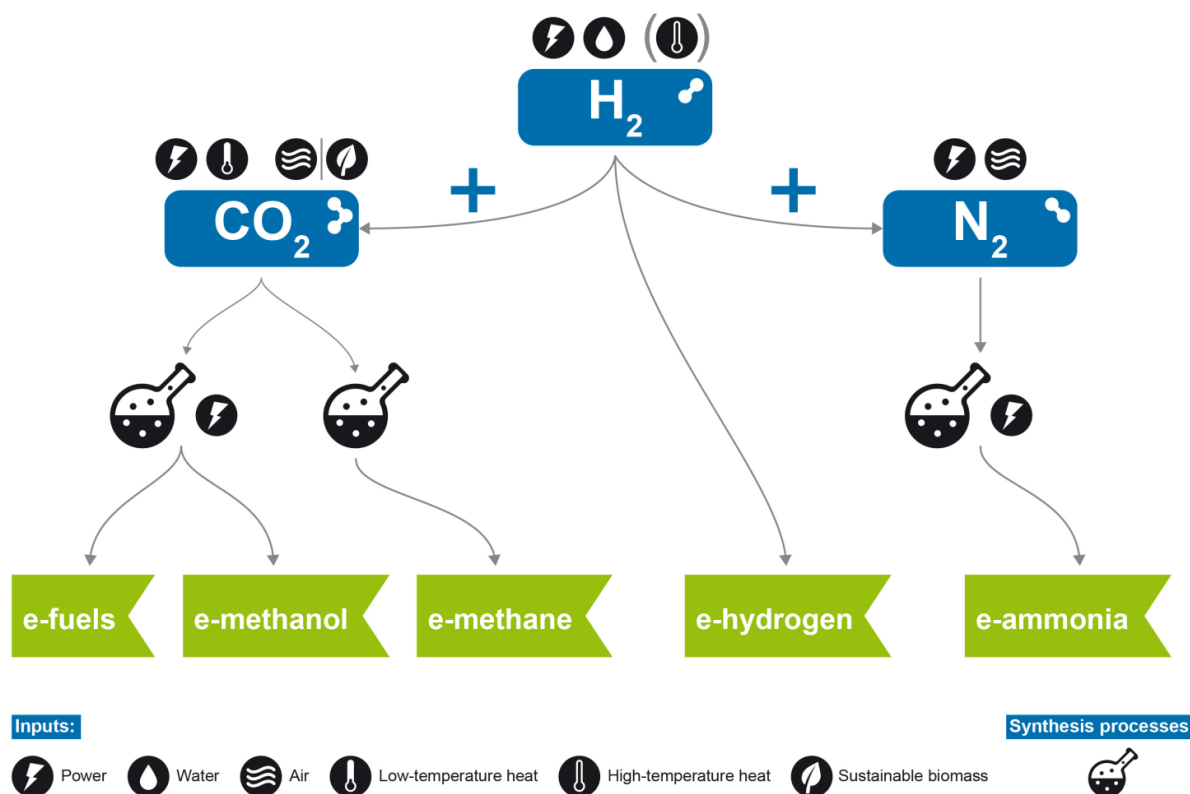 H₂
CO₂
N₂
e-fuels
e-methanol
e-methane
e-hydrogen
e-ammonia
Inputs:
Synthesis processes
Power
Water
Air
Low-temperature heat
High-temperature heat
Sustainable biomass